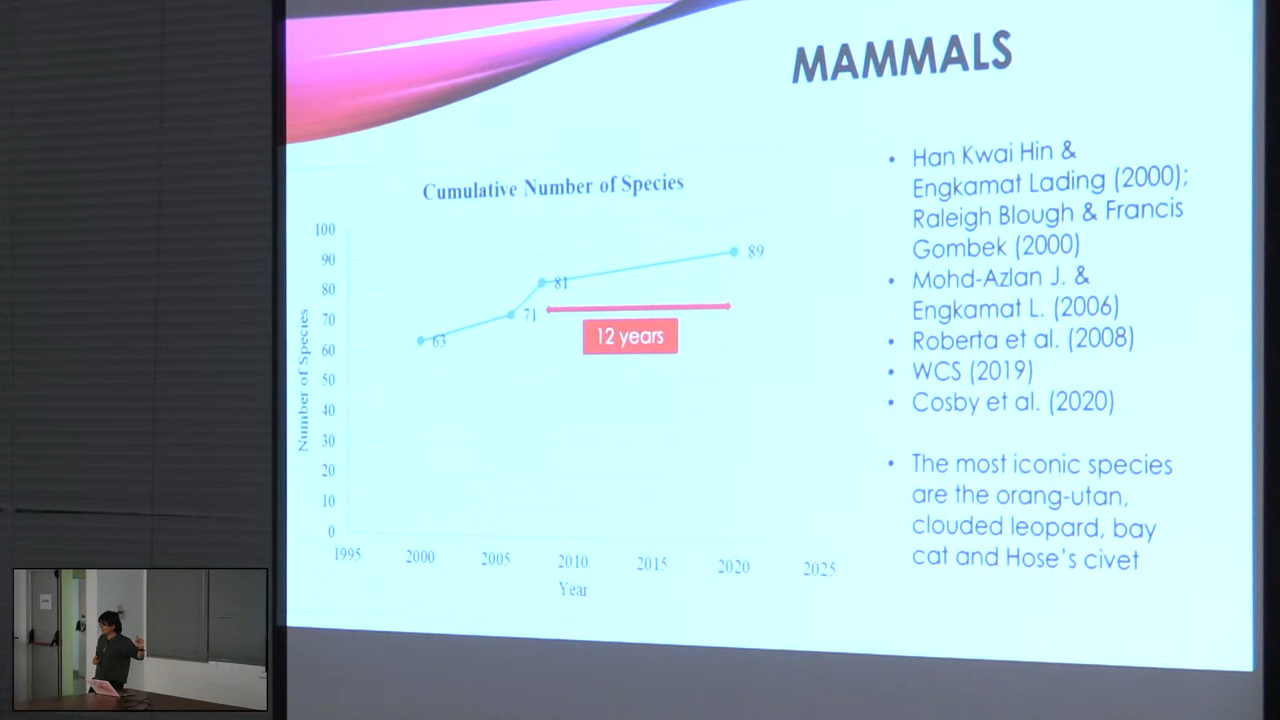 MAMMALS
Cumulative Number of Species
100
90
80
70
60
50
40
30
20
10
0
Number of Species
63
71
81
89
12 years
1995
2000
2005
2010
2015
2020
2025
Year
• Han Kwai Hin &
Engkamat Lading (2000);
Raleigh Blough & Francis
Gombek (2000)
• Mohd-Azlan J. &
Engkamat L. (2006)
• Roberta et al. (2008)
• WCS (2019)
• Cosby et al. (2020)
• The most iconic species
are the orang-utan,
clouded leopard, bay
cat and Hose's civet